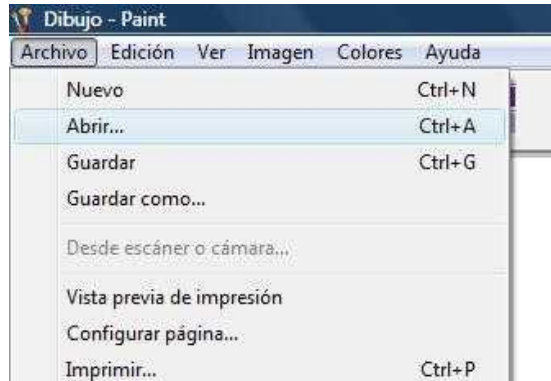 Dibujo - Paint
Archivo Edición Ver Imagen Colores Ayuda
Nuevo Ctrl+N
Abrir... Ctrl+A
Guardar Ctrl+G
Guardar como...
Desde escáner o cámara...
Vista previa de impresión
Configurar página...
Imprimir... Ctrl+P